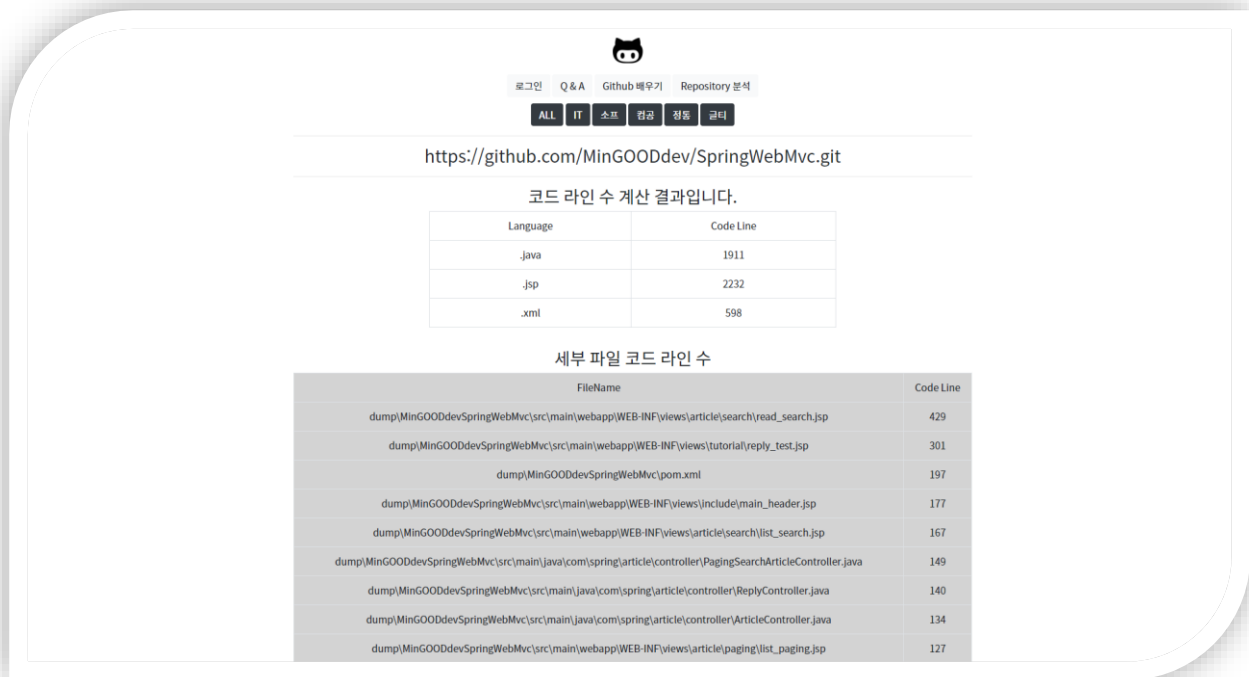 로그인 Q & A Github 배우기 Repository 분석
ALL IT 소프 컴공 정통 글티
https://github.com/MinGOODdev/SpringWebMvc.git
코드 라인 수 계산 결과입니다.
Language Code Line
.java 1911
.jsp 2232
.xml 598
세부 파일 코드 라인 수
FileName Code Line
dump\MinGOODdevSpringWebMvc\src\main\webapp\WEB-INF\views\article\search\read_search.jsp 429
dump\MinGOODdevSpringWebMvc\src\main\webapp\WEB-INF\views\tutorial\reply_test.jsp 301
dump\MinGOODdevSpringWebMvc\pom.xml 197
dump\MinGOODdevSpringWebMvc\src\main\webapp\WEB-INF\views\include\main_header.jsp 177
dump\MinGOODdevSpringWebMvc\src\main\webapp\WEB-INF\views\article\search\list_search.jsp 167
dump\MinGOODdevSpringWebMvc\src\main\java\com\spring\article\controller\PagingSearchArticleController.java 149
dump\MinGOODdevSpringWebMvc\src\main\java\com\spring\article\controller\ReplyController.java 140
dump\MinGOODdevSpringWebMvc\src\main\java\com\spring\article\controller\ArticleController.java 134
dump\MinGOODdevSpringWebMvc\src\main\webapp\WEB-INF\views\article\paging\list_paging.jsp 127